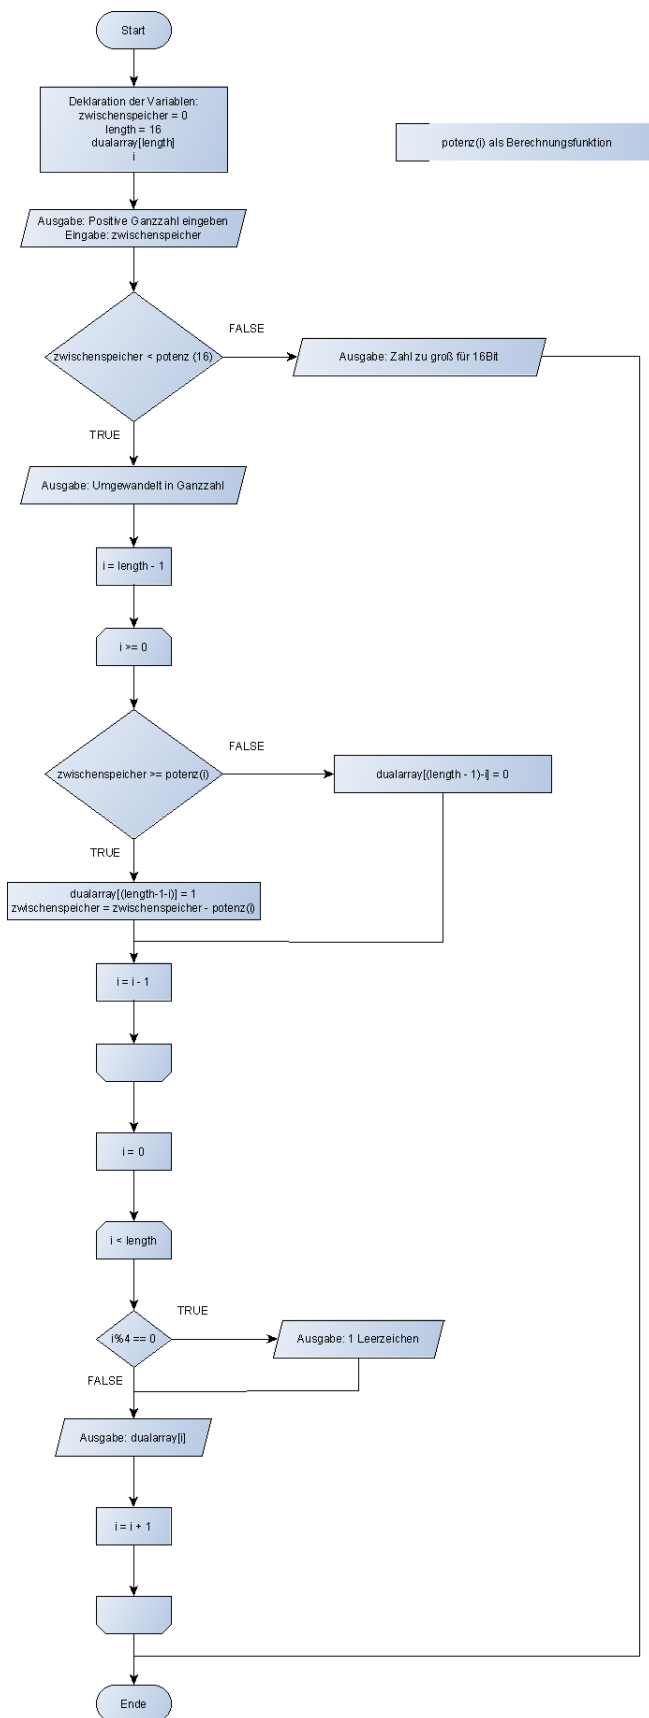 Start
Deklaration der Variablen:
zwischenspeicher = 0
length = 16
dualarray[length]
i
potenz(i) als Berechnungsfunktion
Ausgabe: Positive Ganzzahl eingeben
Eingabe: zwischenspeicher
FALSE
zwischenspeicher < potenz (16)
Ausgabe: Zahl zu groß für 16Bit
TRUE
Ausgabe: Umgewandelt in Ganzzahl
i = length - 1
i >= 0
FALSE
zwischenspeicher >= potenz(i)
dualarray[(length - 1)-i] = 0
TRUE
dualarray[(length-1-i)] = 1
zwischenspeicher = zwischenspeicher - potenz(i)
i = i - 1
i = 0
i < length
TRUE
i%4 == 0
Ausgabe: 1 Leerzeichen
FALSE
Ausgabe: dualarray[i]
i = i + 1
Ende